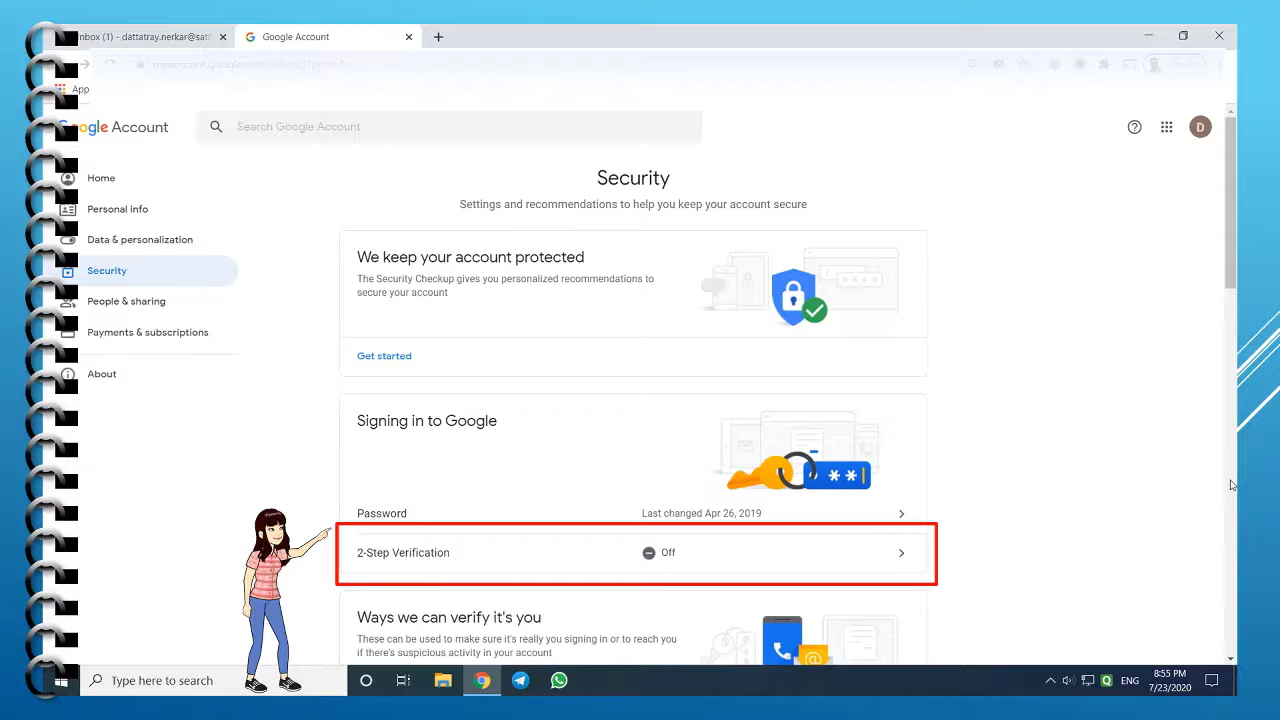 nbox (1) - dattatray.nerkar@sat
Google Account
App
Google Account
Search Google Account
D
Home
Personal info
Data & personalization
Security
People & sharing
Payments & subscriptions
About
Security
Settings and recommendations to help you keep your account secure
We keep your account protected
The Security Checkup gives you personalized recommendations to
secure your account
Get started
Signing in to Google
**
Password
Last changed Apr 26, 2019
2-Step Verification
Off
Ways we can verify it's you
These can be used to make sure it's really you signing in or to reach you
if there's suspicious activity in your account
@
Type here to search
Q
ENG
8:55 PM
7/23/2020